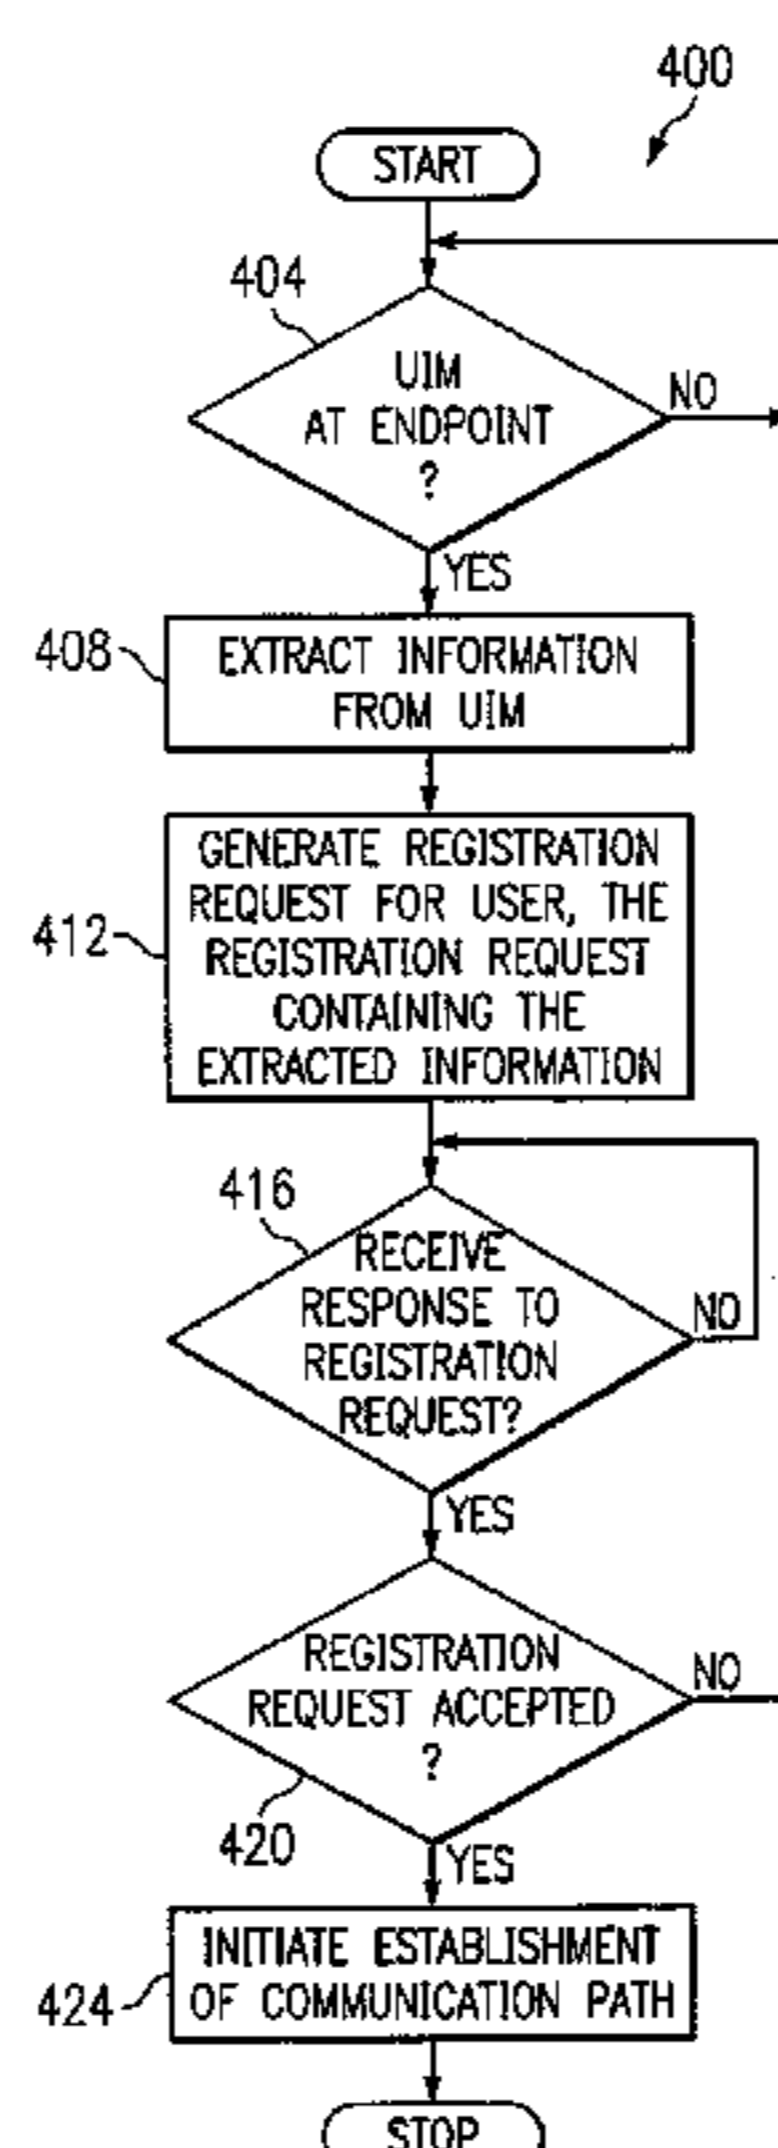 400
START
404
UIM
AT ENDPOINT
?
NO
YES
408
EXTRACT INFORMATION
FROM UIM
412
GENERATE REGISTRATION
REQUEST FOR USER, THE
REGISTRATION REQUEST
CONTAINING THE
EXTRACTED INFORMATION
416
RECEIVE
RESPONSE TO
REGISTRATION
REQUEST?
NO
YES
REGISTRATION
REQUEST ACCEPTED
?
NO
420
YES
424
INITIATE ESTABLISHMENT
OF COMMUNICATION PATH
STOP